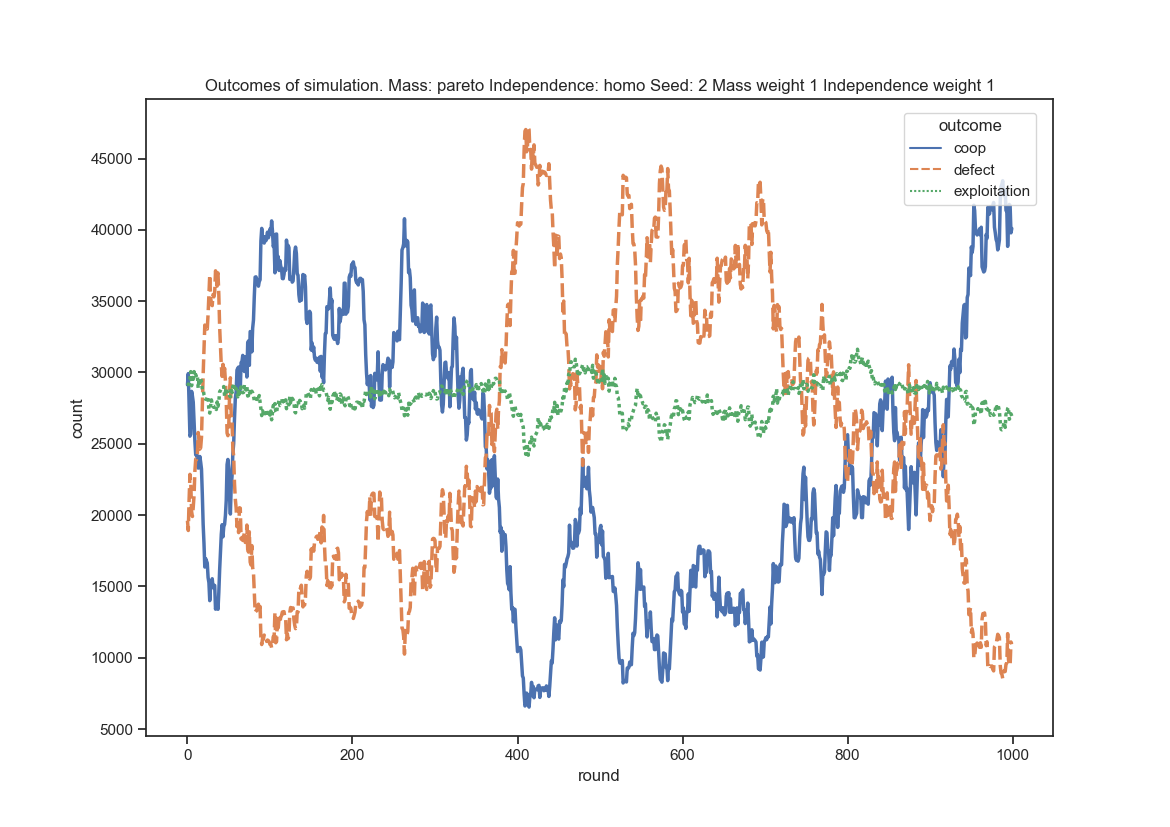 Outcomes of simulation. Mass: pareto Independence: homo Seed: 2 Mass weight 1 Independence weight 1
outcome
coop
defect
exploitation
45000
40000
35000
30000
25000
20000
15000
10000
5000
count
0 200 400 600 800 1000
round